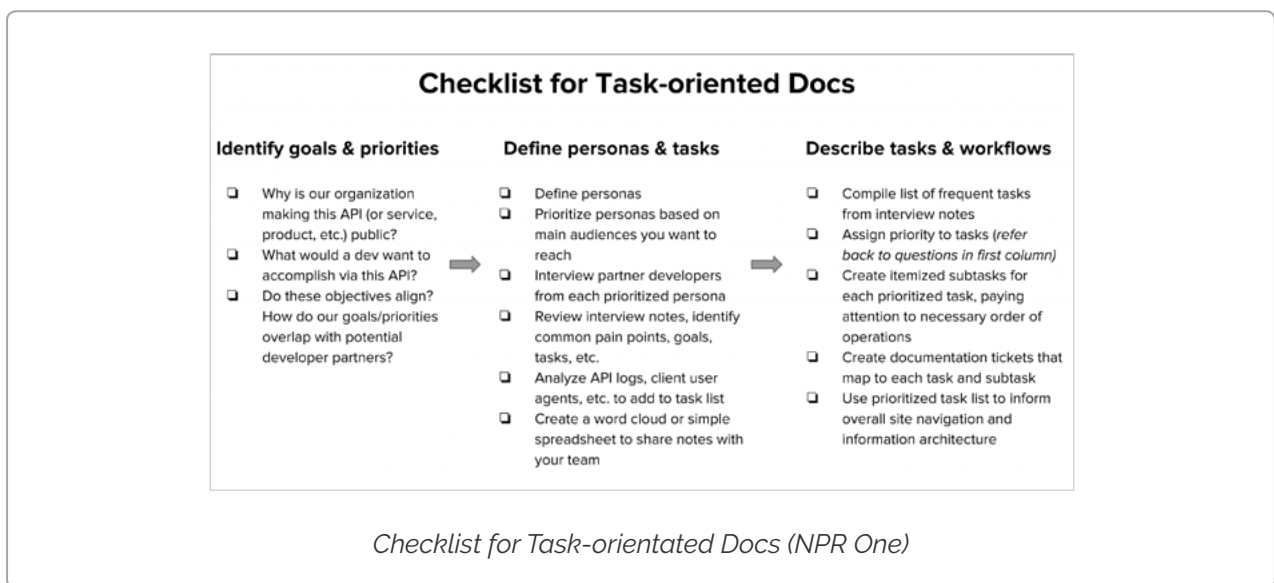 Checklist for Task-oriented Docs
Identify goals & priorities
❏ Why is our organization
making this API (or service,
product, etc.) public?
❏ What would a dev want to
accomplish via this API?
❏ Do these objectives align?
How do our goals/priorities
overlap with potential
developer partners?
Define personas & tasks
❏ Define personas
❏ Prioritize personas based on
main audiences you want to
reach
❏ Interview partner developers
from each prioritized persona
❏ Review interview notes, identify
common pain points, goals,
tasks, etc.
❏ Analyze API logs, client user
agents, etc. to add to task list
❏ Create a word cloud or simple
spreadsheet to share notes with
your team
Describe tasks & workflows
❏ Compile list of frequent tasks
from interview notes
❏ Assign priority to tasks (refer
back to questions in first column)
❏ Create itemized subtasks for
each prioritized task, paying
attention to necessary order of
operations
❏ Create documentation tickets that
map to each task and subtask
❏ Use prioritized task list to inform
overall site navigation and
information architecture
Checklist for Task-orientated Docs (NPR One)